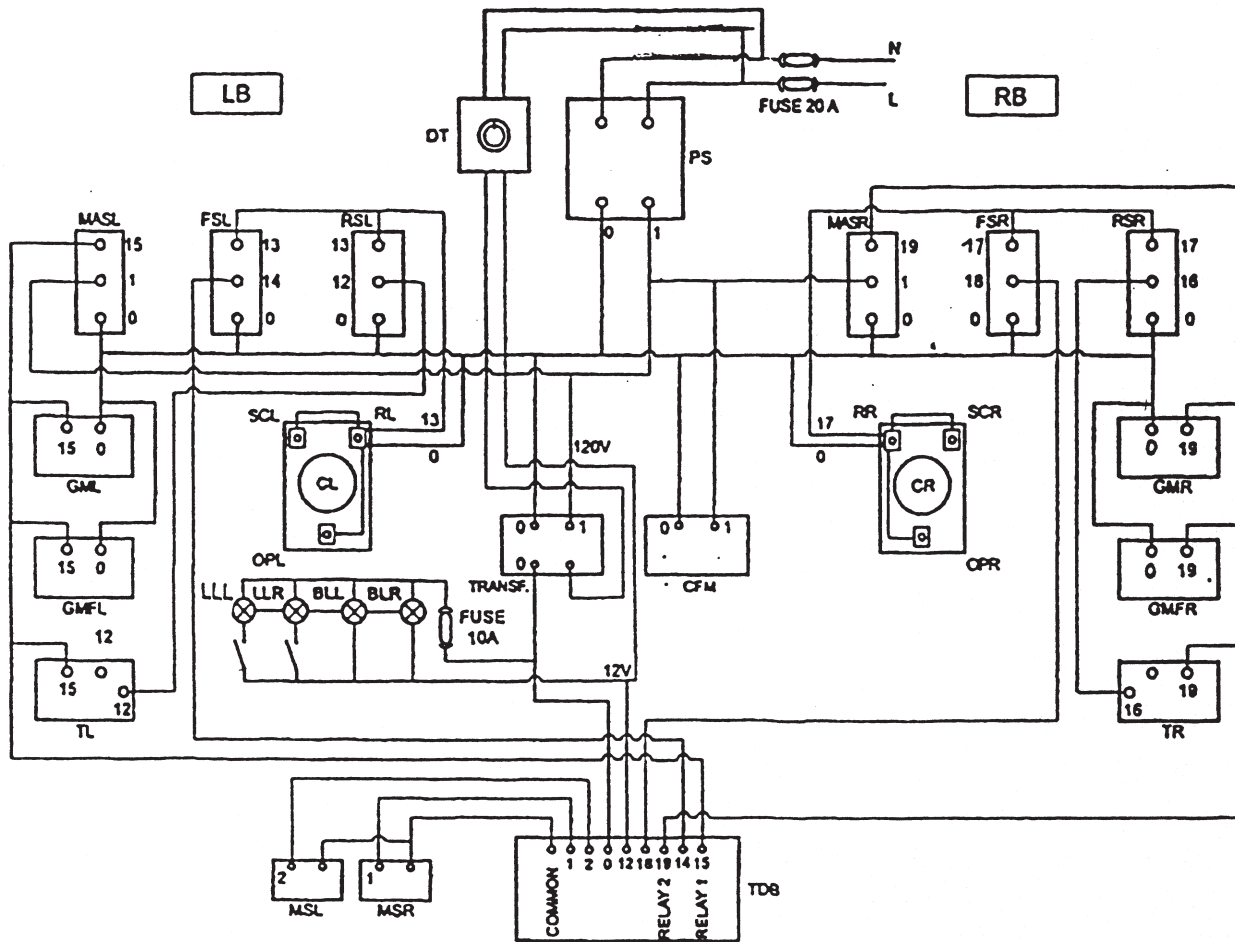 N
L
FUSE 20 A
LB
RB
DT
PS
0 1
MASL FSL RSL
15 13 13
1 14 12
0 0 0
MASR FSR RSR
19 17 17
1 18 16
0 0 0
SCL RL 13
0
CL
OPL
120V
0 1
0
TRANSF.
0 1
CFM
17 RR SCR
0
CR
OPR
15 0
GML
15 0
GMFL
12
15
12
TL
0 19
GMR
0 19
GMFR
19
16
TR
LLL LLR BLL BLR
FUSE
10A
12V
2
MSL
1
MSR
1 2 0 12 18 19 14 15
COMMON
RELAY 2
RELAY 1
TDB